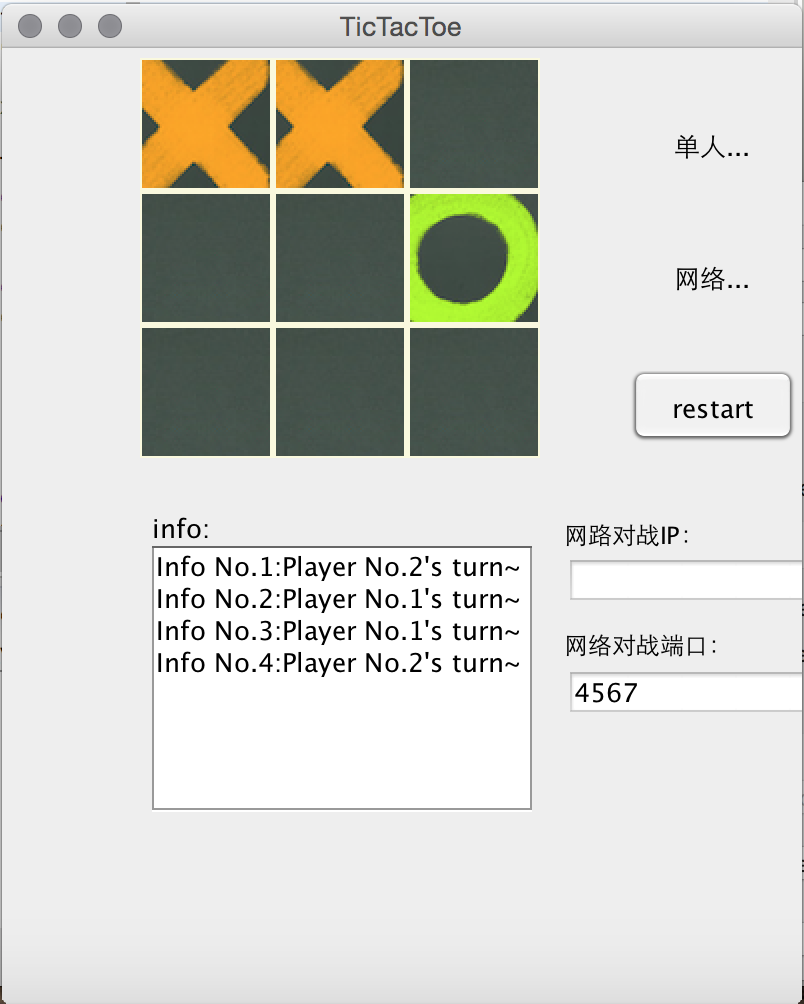 TicTacToe
单人...
网络...
restart
info:
Info No.1:Player No.2's turn~
Info No.2:Player No.1's turn~
Info No.3:Player No.1's turn~
Info No.4:Player No.2's turn~
网路对战IP:
网络对战端口:
4567